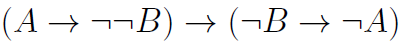 (A → ¬¬B) → (¬B → ¬A)